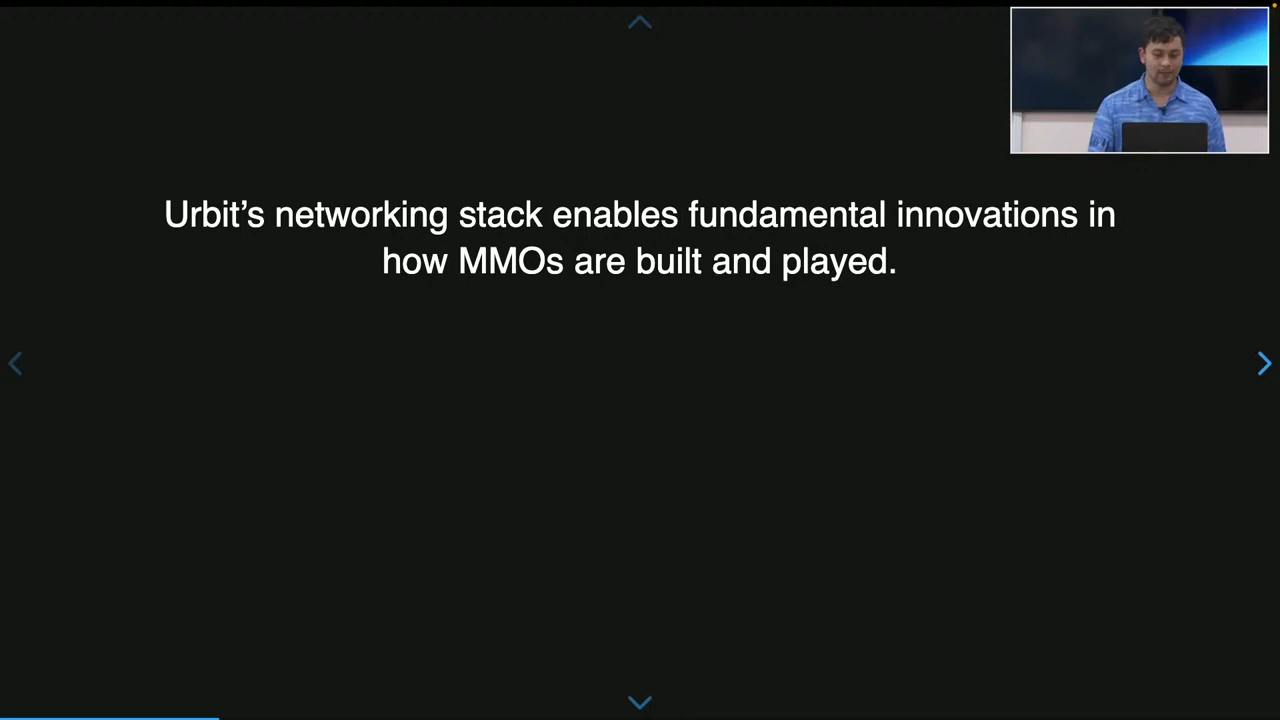 Urbit’s networking stack enables fundamental innovations in
how MMOs are built and played.